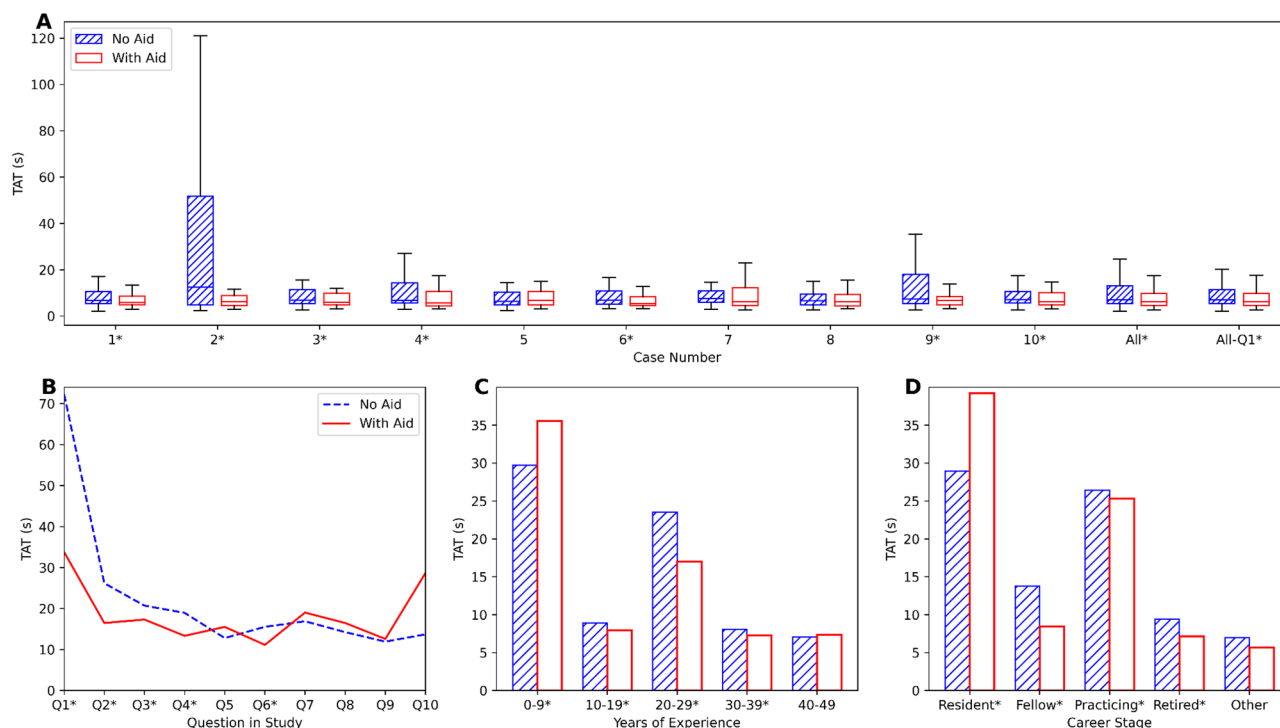 A
No Aid
With Aid
120
100
80
60
40
20
0
TAT (s)
1* 2* 3* 4* 5 6* 7 8 9* 10* All* All-Q1*
Case Number
B
No Aid
With Aid
70
60
50
40
30
20
10
0
TAT (s)
Q1* Q2* Q3* Q4* Q5 Q6* Q7 Q8 Q9 Q10
Question in Study
C
35
30
25
20
15
10
5
0
TAT (s)
0-9* 10-19* 20-29* 30-39* 40-49
Years of Experience
D
35
30
25
20
15
10
5
0
TAT (s)
Resident* Fellow* Practicing* Retired* Other
Career Stage